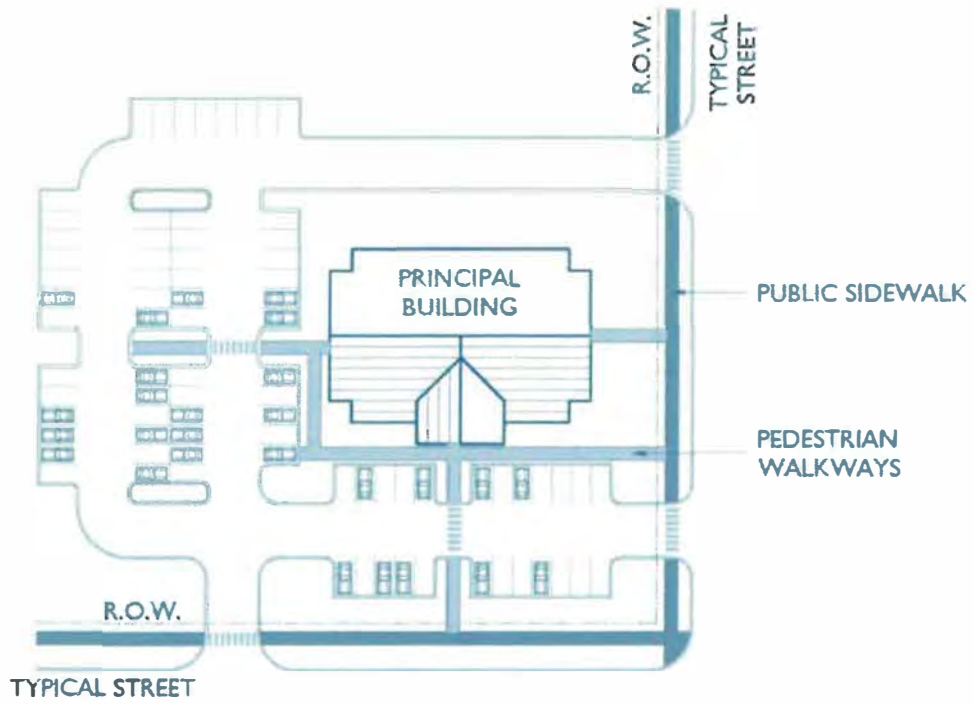 R.O.W.
TYPICAL
STREET
PRINCIPAL
BUILDING
PUBLIC SIDEWALK
PEDESTRIAN
WALKWAYS
R.O.W.
TYPICAL STREET